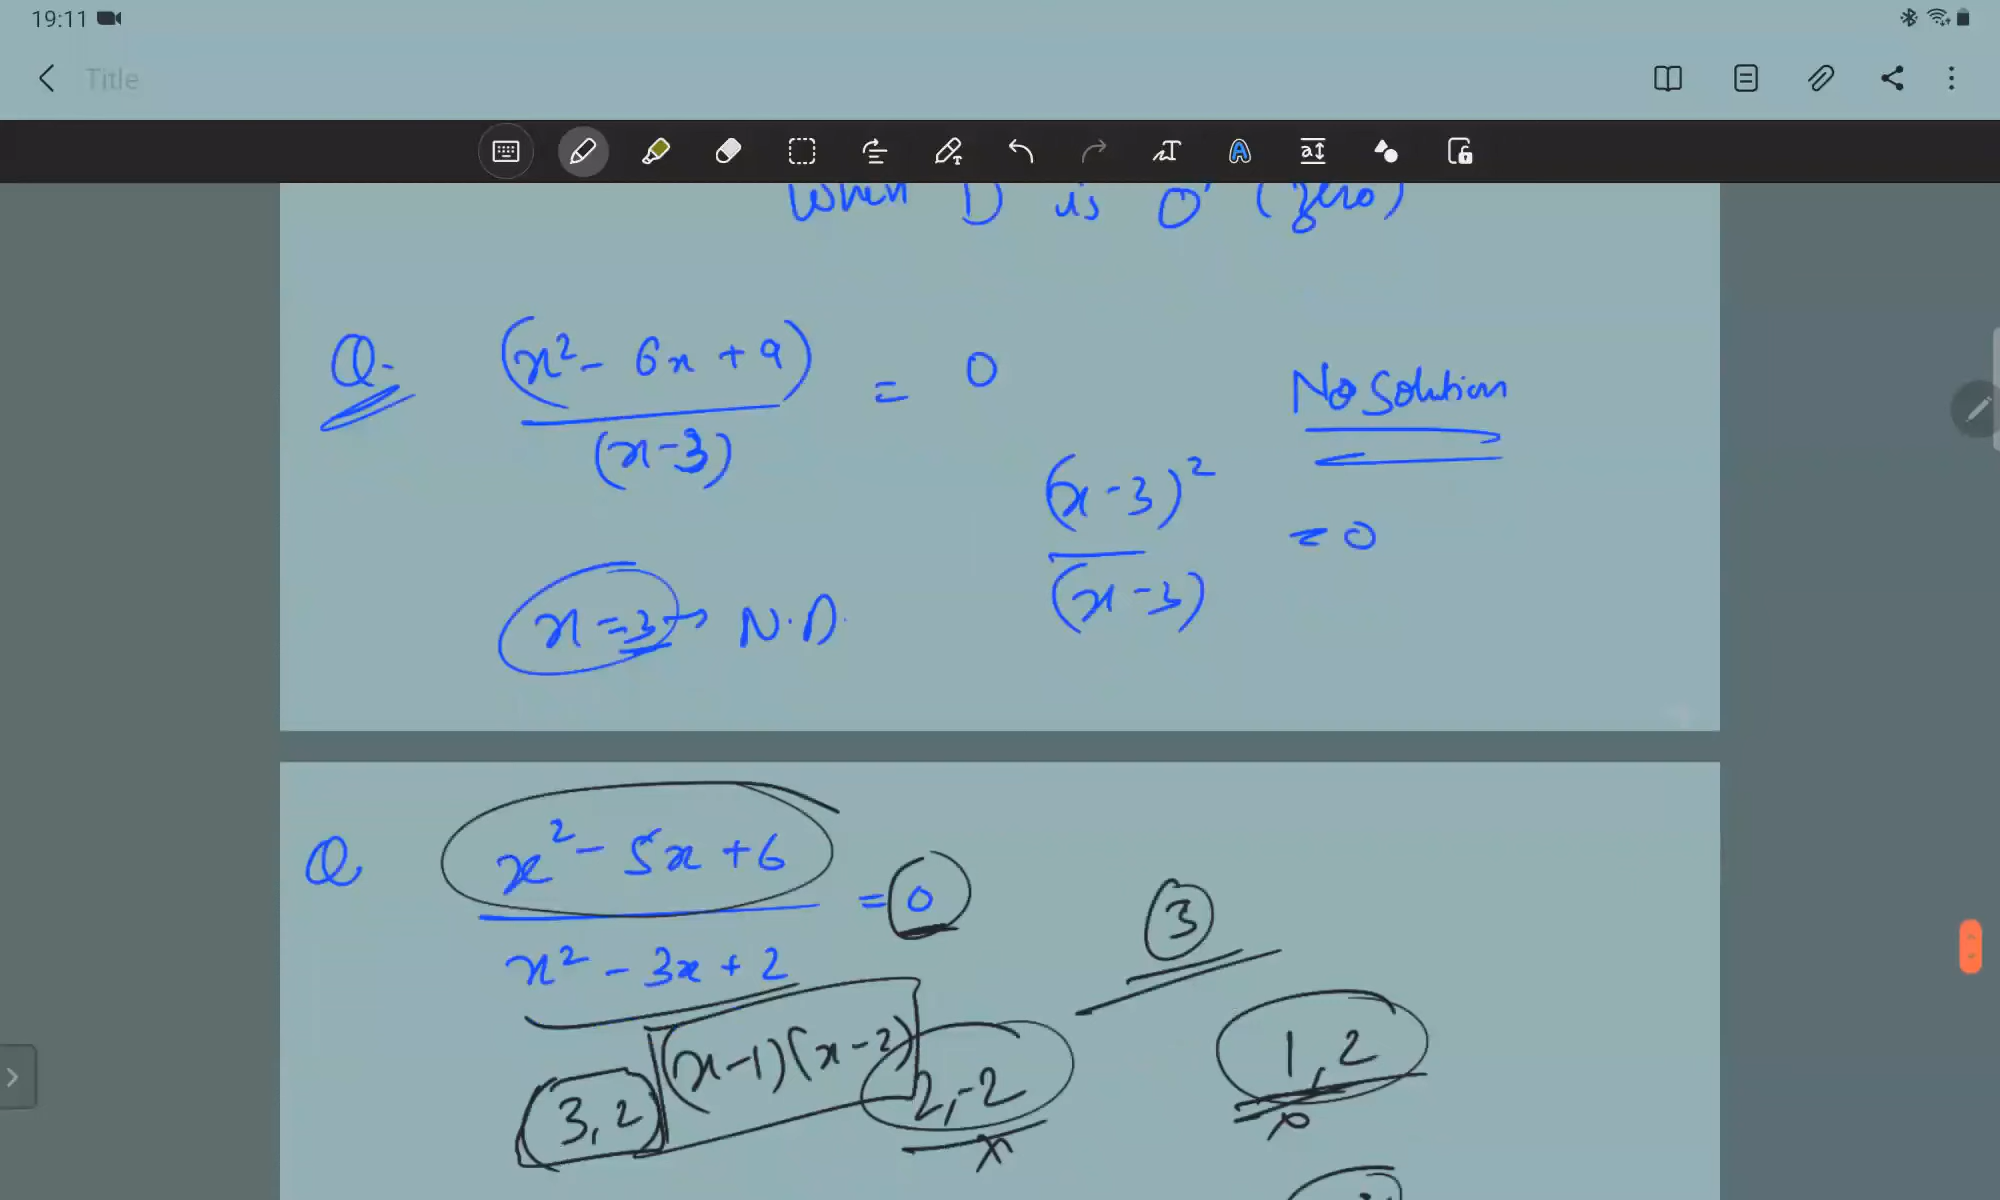 19:11
Title
When D is 0 (zero)
Q. (x² - 6x + 9) / (x-3) = 0
No Solution
(x-3)² / (x-3) = 0
x = 3 → N.D.
Q x² - 5x + 6 / x² - 3x + 2 = 0
3
(x-1)(x-2)
3, 2
2, -2
1, 2